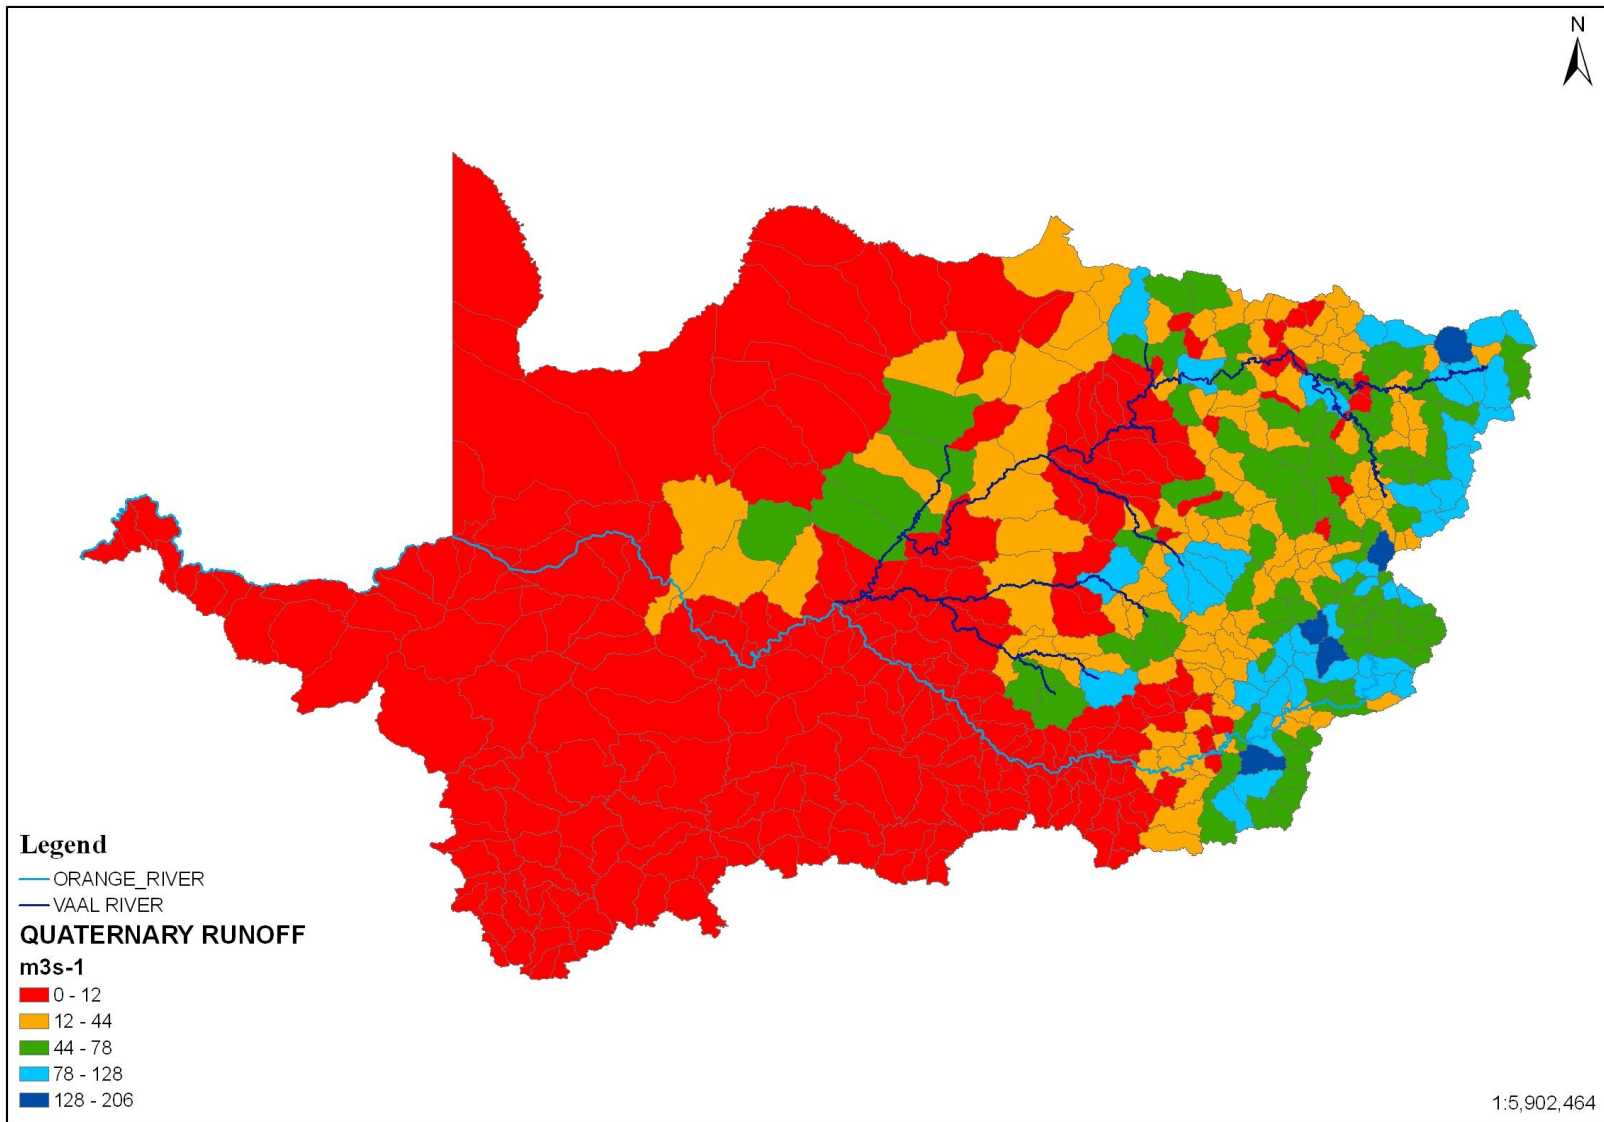 N
Legend
ORANGE_RIVER
VAAL RIVER
QUATERNARY RUNOFF
m3s-1
0 - 12
12 - 44
44 - 78
78 - 128
128 - 206
1:5,902,464